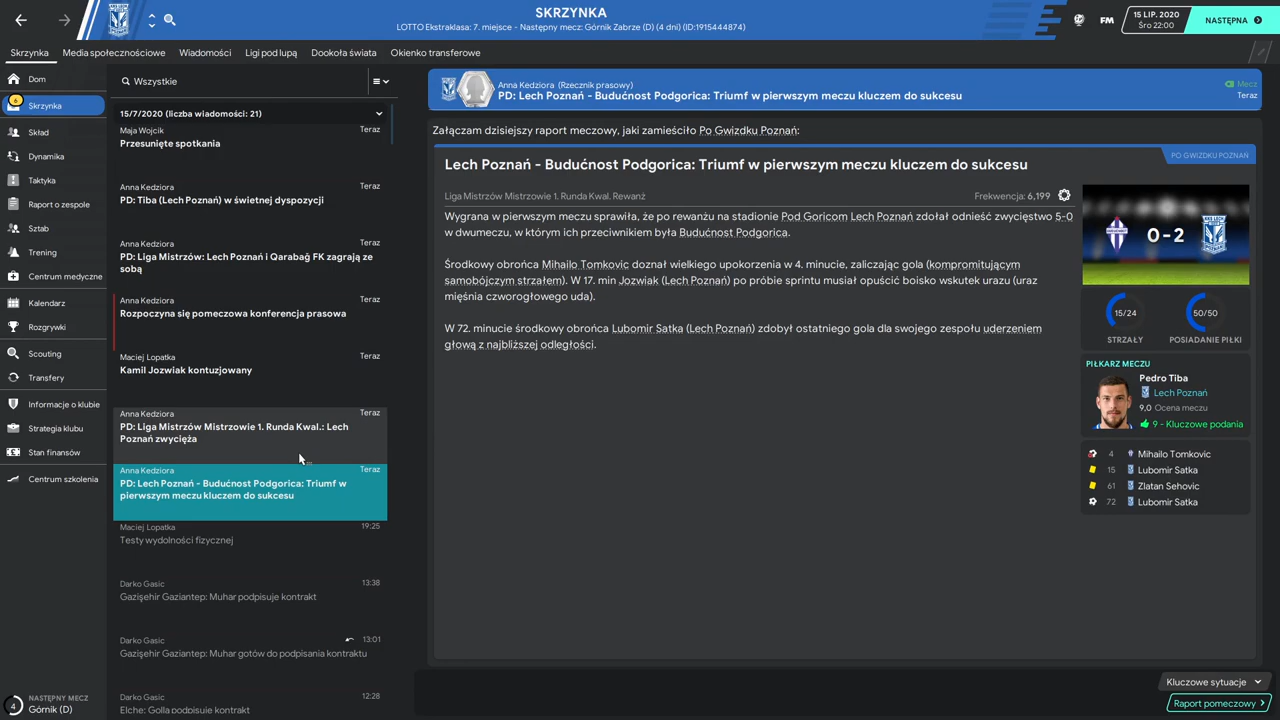 SKRZYNKA
LOTTO Ekstraklasa: 7. miejsce - Następny mecz: Górnik Zabrze (D) (4 dni) (ID:1915444874)
FM
15 LIP. 2020
Śro 22:00
NASTĘPNA
Skrzynka
Media społecznościowe
Wiadomości
Ligi pod lupą
Dookoła świata
Okienko transferowe
Dom
6
Skrzynka
Skład
Dynamika
Taktyka
Raport o zespole
Sztab
Trening
Centrum medyczne
Kalendarz
Rozgrywki
Scouting
Transfery
Informacje o klubie
Strategia klubu
Stan finansów
Centrum szkolenia
4
NASTĘPNY MECZ
Górnik (D)
Wszystkie
15/7/2020 (liczba wiadomości: 21)
Maja Wojcik
Teraz
Przesunięte spotkania
Anna Kedziora
Teraz
PD: Tiba (Lech Poznań) w świetnej dyspozycji
Anna Kedziora
Teraz
PD: Liga Mistrzów: Lech Poznań i Qarabağ FK zagrają ze
sobą
Anna Kedziora
Teraz
Rozpoczyna się pomeczowa konferencja prasowa
Maciej Lopatka
Teraz
Kamil Jozwiak kontuzjowany
Anna Kedziora
Teraz
PD: Liga Mistrzów Mistrzowie 1. Runda Kwal.: Lech
Poznań zwycięża
Anna Kedziora
Teraz
PD: Lech Poznań - Budućnost Podgorica: Triumf w
pierwszym meczu kluczem do sukcesu
Maciej Lopatka
19:25
Testy wydolności fizycznej
Darko Gasic
13:38
Gazişehir Gaziantep: Muhar podpisuje kontrakt
Darko Gasic
13:01
Gazişehir Gaziantep: Muhar gotów do podpisania kontraktu
Darko Gasic
12:28
Elche: Golla podpisuje kontrakt
Anna Kedziora (Rzecznik prasowy)
PD: Lech Poznań - Budućnost Podgorica: Triumf w pierwszym meczu kluczem do sukcesu
Mecz
Teraz
Załączam dzisiejszy raport meczowy, jaki zamieściło Po Gwizdku Poznań:
PO GWIZDKU POZNAŃ
Lech Poznań - Budućnost Podgorica: Triumf w pierwszym meczu kluczem do sukcesu
Liga Mistrzów Mistrzowie 1. Runda Kwal. Rewanż
Frekwencja: 6,199
Wygrana w pierwszym meczu sprawiła, że po rewanżu na stadionie Pod Goricom Lech Poznań zdołał odnieść zwycięstwo 5-0
w dwumeczu, w którym ich przeciwnikiem była Budućnost Podgorica.
Środkowy obrońca Mihailo Tomkovic doznał wielkiego upokorzenia w 4. minucie, zaliczając gola (kompromitującym
samobójczym strzałem). W 17. min Jozwiak (Lech Poznań) po próbie sprintu musiał opuścić boisko wskutek urazu (uraz
mięśnia czworogłowego uda).
W 72. minucie środkowy obrońca Lubomir Satka (Lech Poznań) zdobył ostatniego gola dla swojego zespołu uderzeniem
głową z najbliższej odległości.
0-2
15/24
STRZAŁY
50/50
POSIADANIE PIŁKI
PIŁKARZ MECZU
Pedro Tiba
Lech Poznań
9,0 Ocena meczu
9 - Kluczowe podania
4 Mihailo Tomkovic
15 Lubomir Satka
61 Zlatan Sehovic
72 Lubomir Satka
Kluczowe sytuacje
Raport pomeczowy